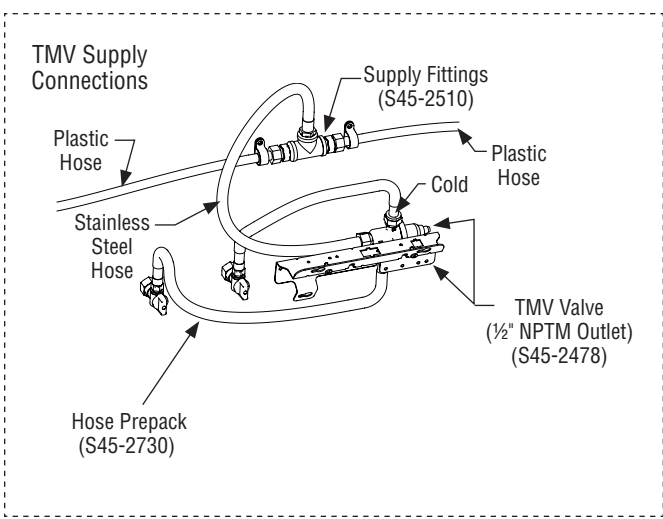 TMV Supply
Connections
Supply Fittings
(S45-2510)
Plastic
Hose
Plastic
Hose
Cold
Stainless
Steel
Hose
TMV Valve
(½" NPTM Outlet)
(S45-2478)
Hose Prepack
(S45-2730)